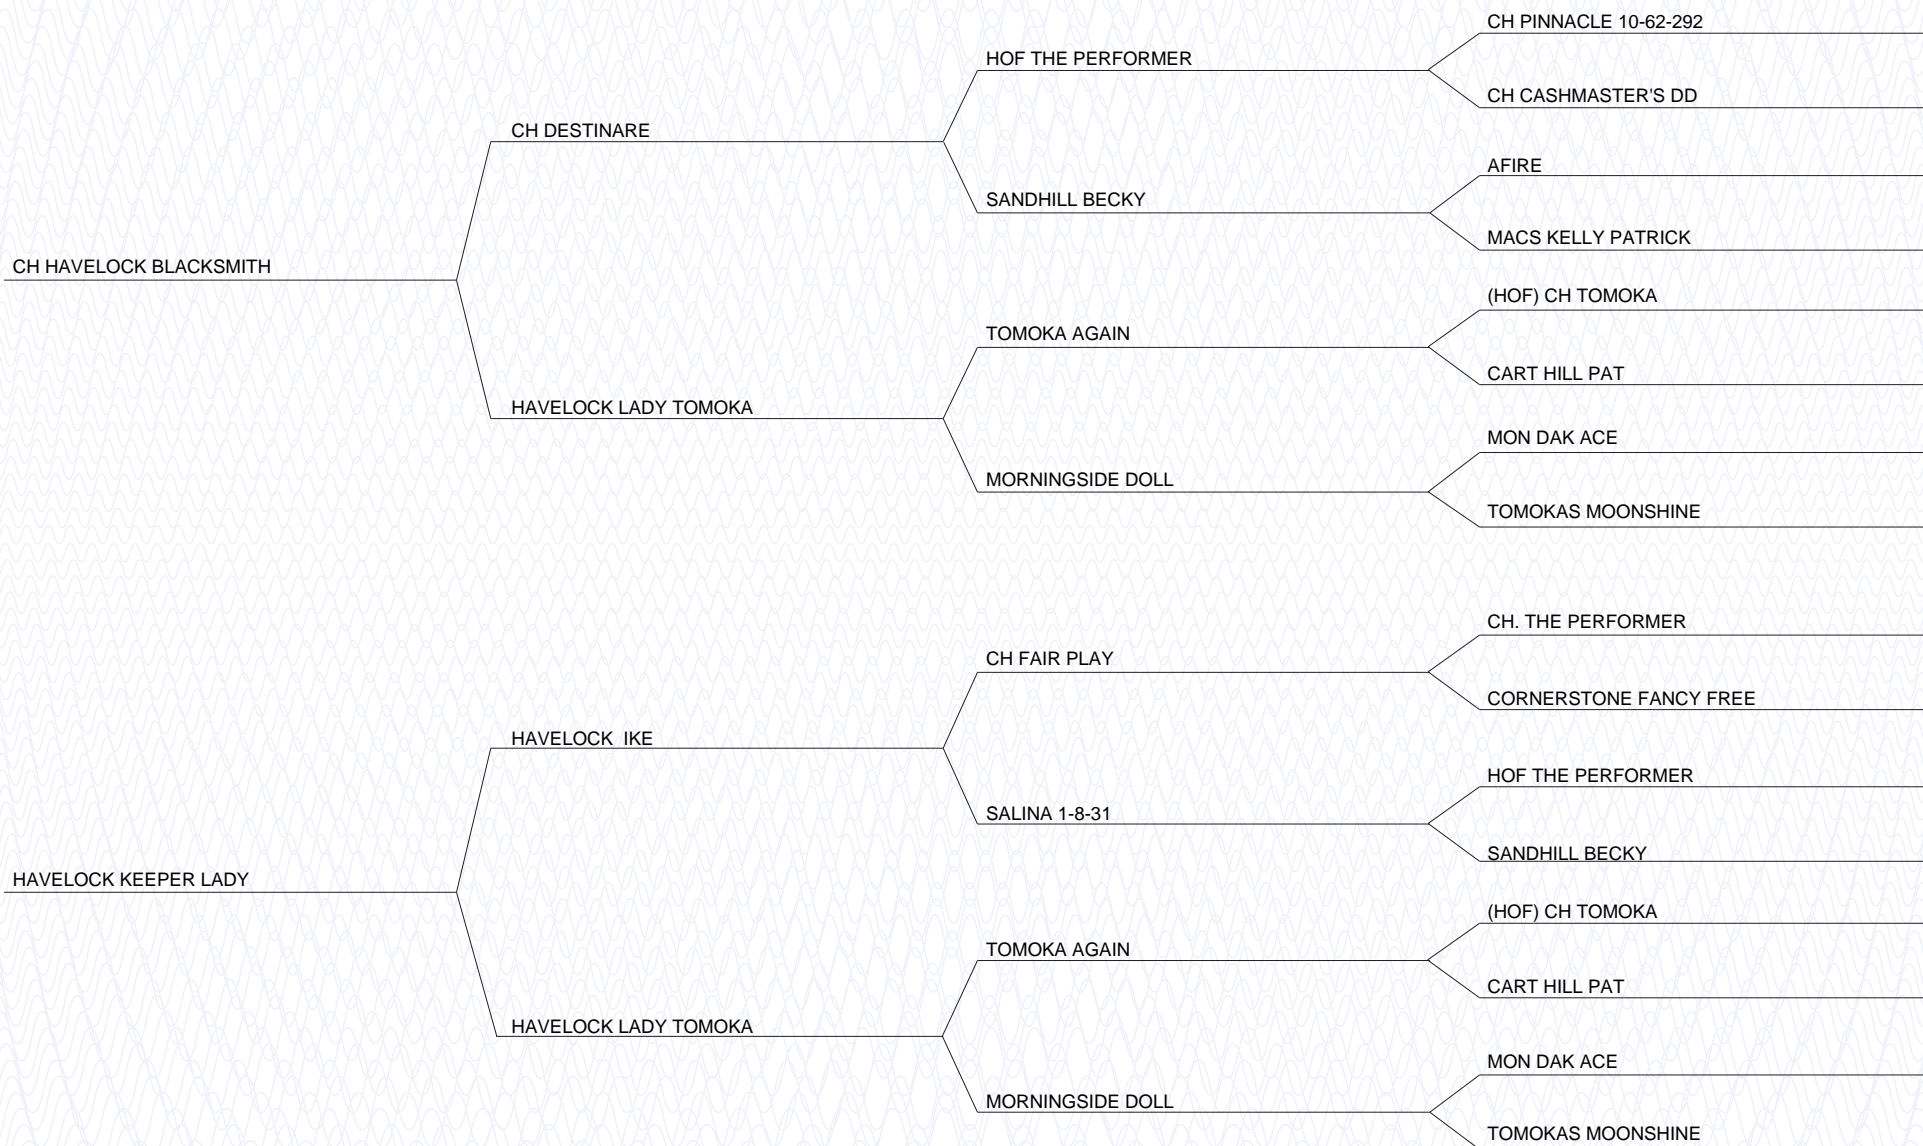 CH PINNACLE 10-62-292
HOF THE PERFORMER
CH CASHMASTER'S DD
CH DESTINARE
AFIRE
SANDHILL BECKY
MACS KELLY PATRICK
CH HAVELOCK BLACKSMITH
(HOF) CH TOMOKA
TOMOKA AGAIN
CART HILL PAT
HAVELOCK LADY TOMOKA
MON DAK ACE
MORNINGSIDE DOLL
TOMOKAS MOONSHINE
CH. THE PERFORMER
CH FAIR PLAY
CORNERSTONE FANCY FREE
HAVELOCK  IKE
HOF THE PERFORMER
SALINA 1-8-31
SANDHILL BECKY
HAVELOCK KEEPER LADY
(HOF) CH TOMOKA
TOMOKA AGAIN
CART HILL PAT
HAVELOCK LADY TOMOKA
MON DAK ACE
MORNINGSIDE DOLL
TOMOKAS MOONSHINE